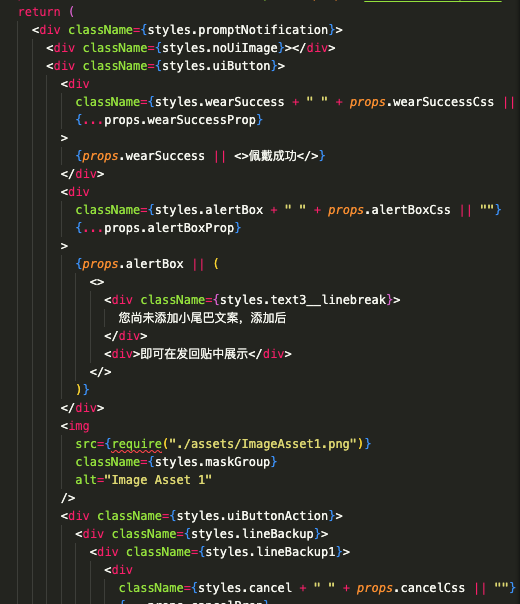 return (
<div className={styles.promptNotification}>
<div className={styles.noUiImage}></div>
<div className={styles.uiButton}>
<div
className={styles.wearSuccess + " " + props.wearSuccessCss ||
{...props.wearSuccessProp}
>
{props.wearSuccess || <>佩戴成功</>}
</div>
<div
className={styles.alertBox + " " + props.alertBoxCss || ""}
{...props.alertBoxProp}
>
{props.alertBox || (
<>
<div className={styles.text3__linebreak}>
您尚未添加小尾巴文案，添加后
</div>
<div>即可在发回贴中展示</div>
</>
)}
</div>
<img
src={require("./assets/ImageAsset1.png")}
className={styles.maskGroup}
alt="Image Asset 1"
/>
<div className={styles.uiButtonAction}>
<div className={styles.lineBackup}>
<div className={styles.lineBackup1}>
<div
className={styles.cancel + " " + props.cancelCss || ""}